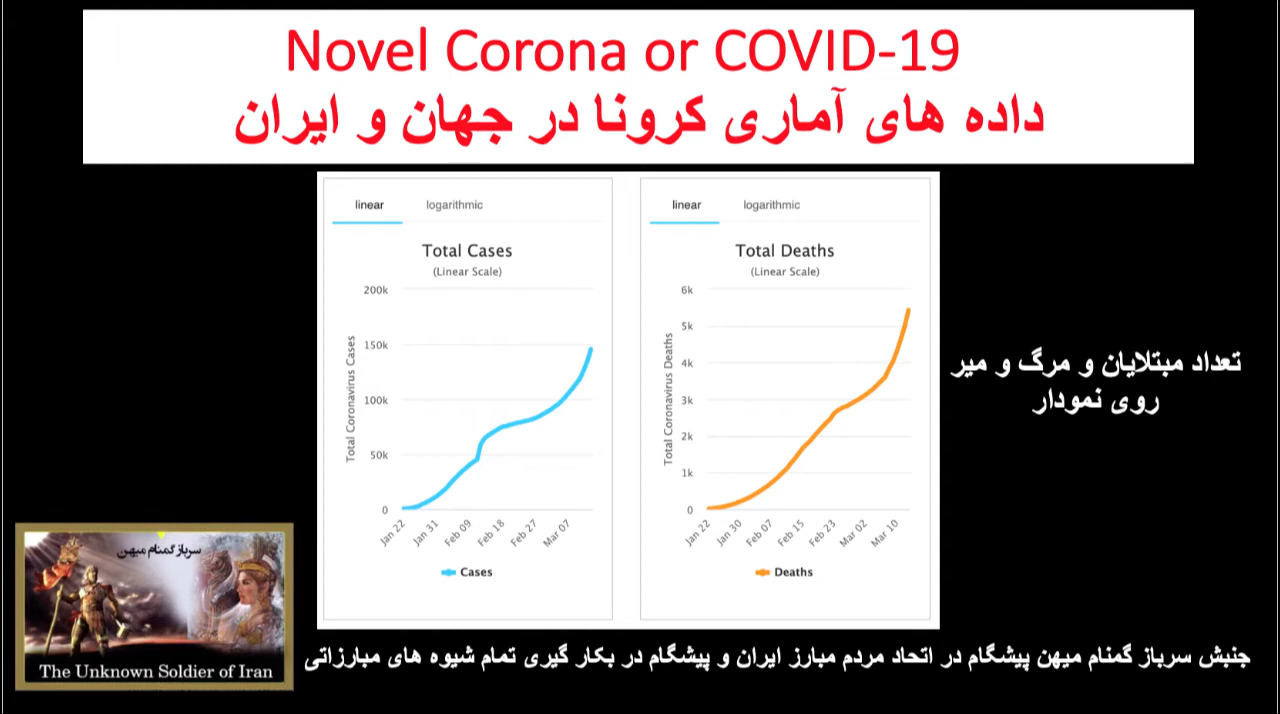 Novel Corona or COVID-19
داده های آماری کرونا در جهان و ایران
linear logarithmic
Total Cases
(Linear Scale)
200k
150k
100k
50k
0
Total Coronavirus Cases
Jan 22 Jan 31 Feb 09 Feb 18 Feb 27 Mar 07
Cases
linear logarithmic
Total Deaths
(Linear Scale)
6k
5k
4k
3k
2k
1k
0
Total Coronavirus Deaths
Jan 22 Jan 30 Feb 07 Feb 15 Feb 23 Mar 02 Mar 10
Deaths
تعداد مبتلایان و مرگ و میر
روی نمودار
سرباز گمنام میهن
The Unknown Soldier of Iran
جنبش سرباز گمنام میهن پیشگام در اتحاد مردم مبارز ایران و پیشگام در بکار گیری تمام شیوه های مبارزاتی